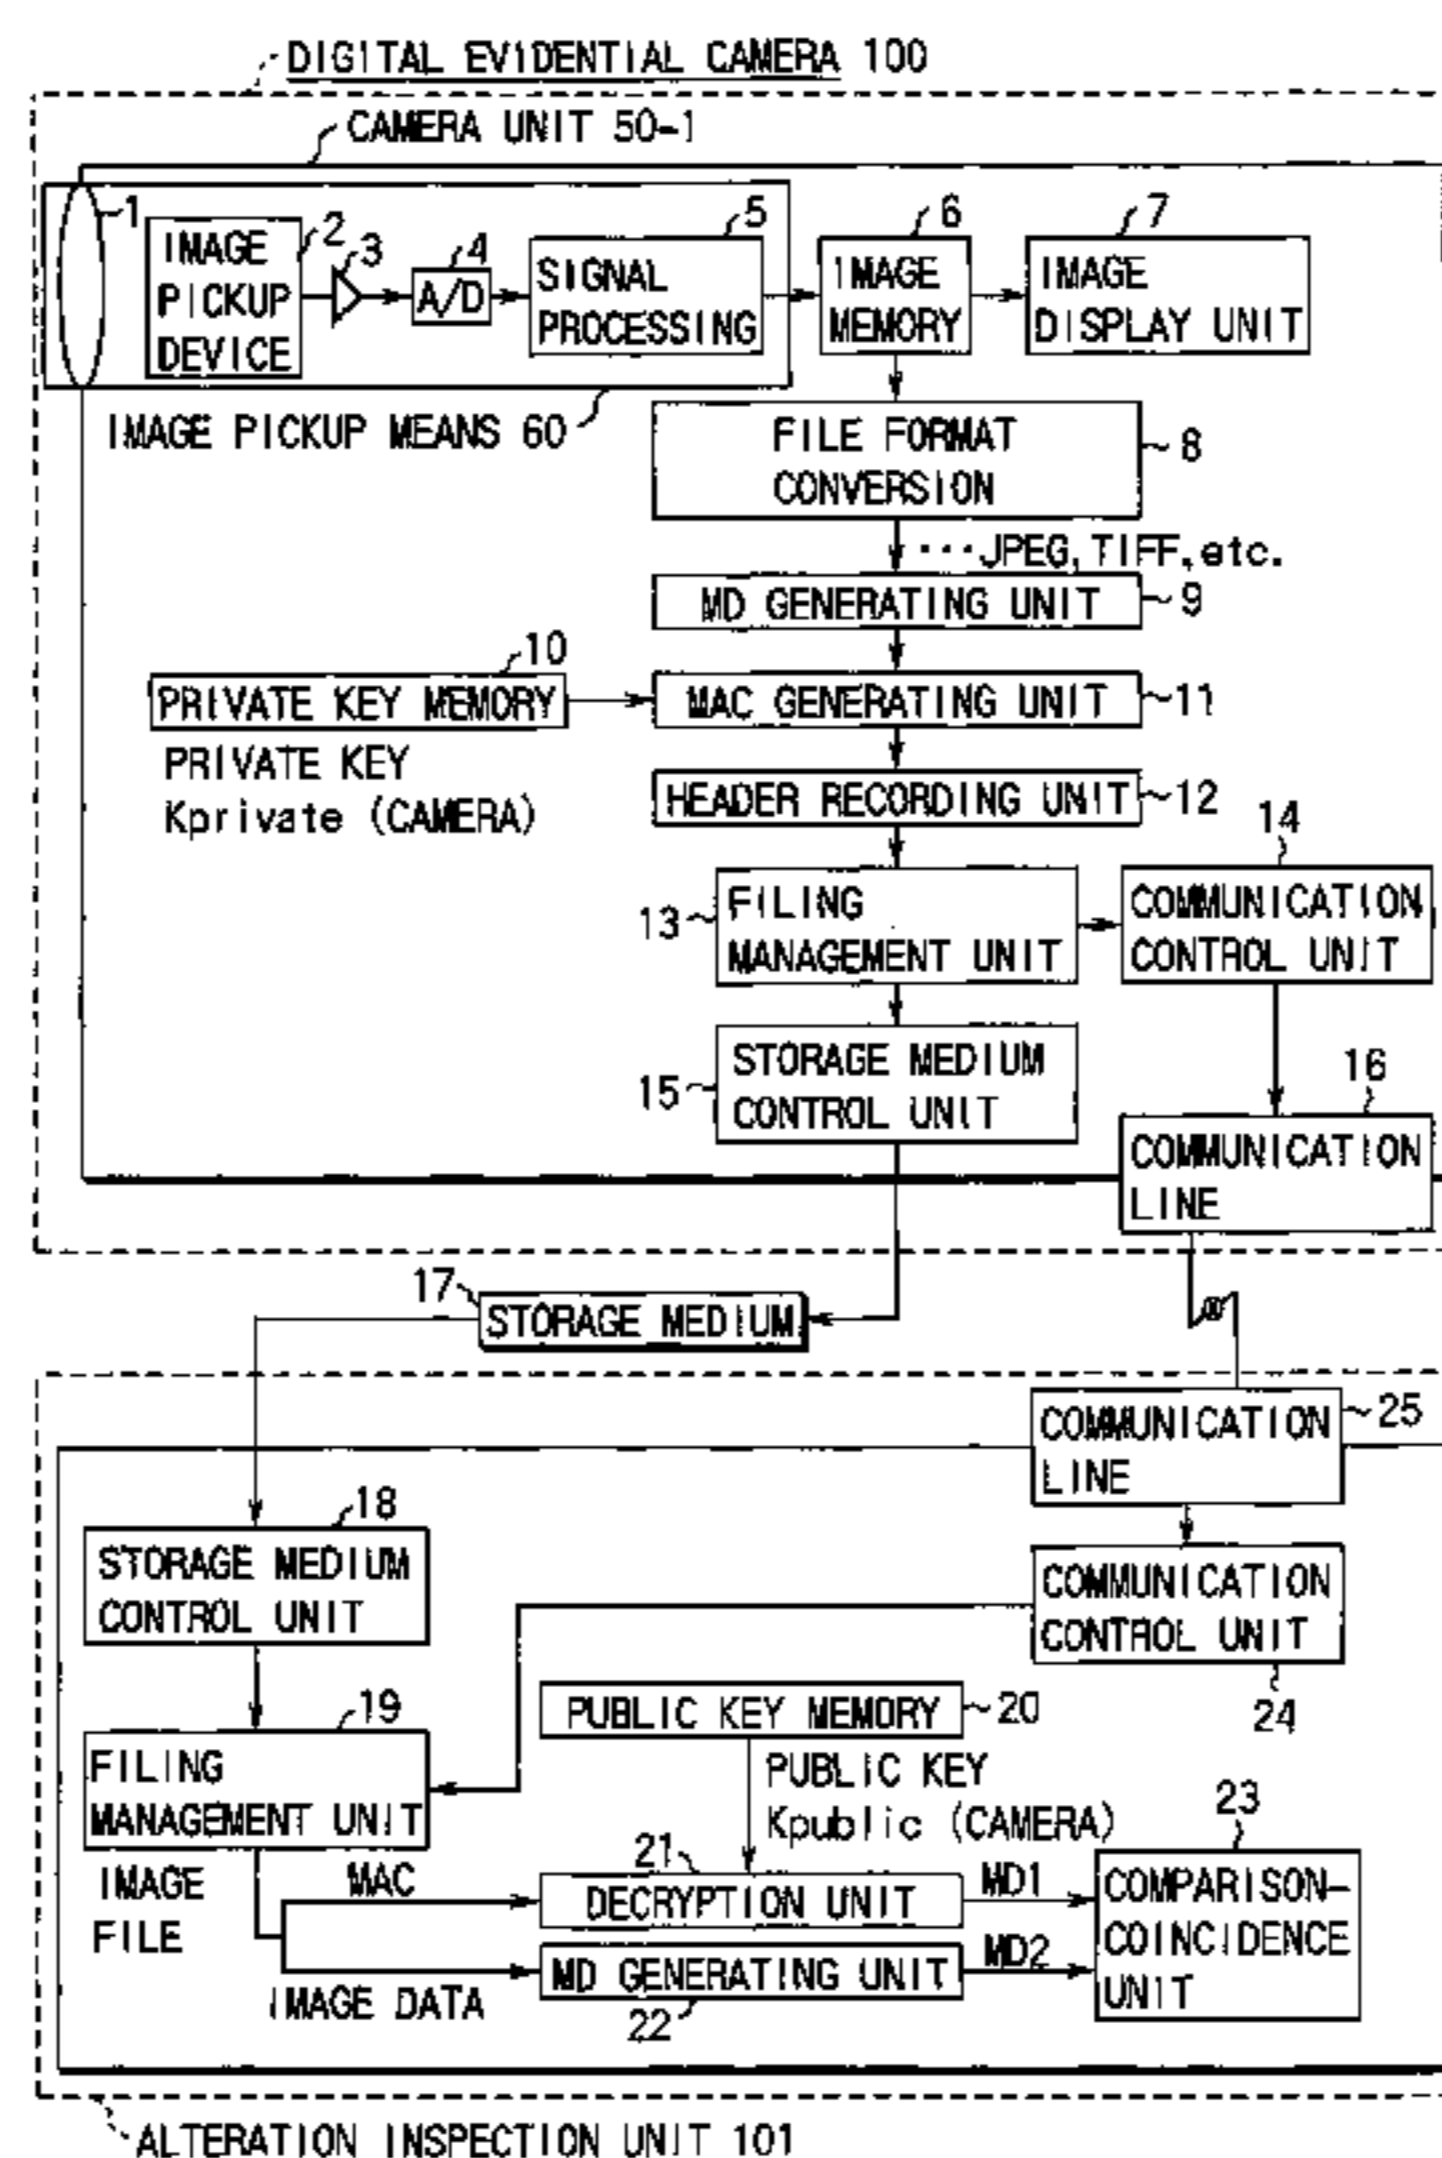 DIGITAL EVIDENTIAL CAMERA 100
CAMERA UNIT 50-1
1
IMAGE
PICKUP
DEVICE
2
3
A/D
4
SIGNAL
PROCESSING
5
IMAGE
MEMORY
6
IMAGE
DISPLAY UNIT
7
IMAGE PICKUP MEANS 60
FILE FORMAT
CONVERSION
8
···JPEG,TIFF,etc.
MD GENERATING UNIT
9
10
PRIVATE KEY MEMORY
PRIVATE KEY
Kprivate (CAMERA)
MAC GENERATING UNIT
11
HEADER RECORDING UNIT
12
13
FILING
MANAGEMENT UNIT
14
COMMUNICATION
CONTROL UNIT
15
STORAGE MEDIUM
CONTROL UNIT
16
COMMUNICATION
LINE
17
STORAGE MEDIUM
COMMUNICATION
LINE
25
18
STORAGE MEDIUM
CONTROL UNIT
COMMUNICATION
CONTROL UNIT
24
19
FILING
MANAGEMENT UNIT
PUBLIC KEY MEMORY
20
PUBLIC KEY
Kpublic (CAMERA)
IMAGE
FILE
MAC
21
DECRYPTION UNIT
MD1
23
COMPARISON-
COINCIDENCE
UNIT
IMAGE DATA
MD GENERATING UNIT
22
MD2
ALTERATION INSPECTION UNIT 101